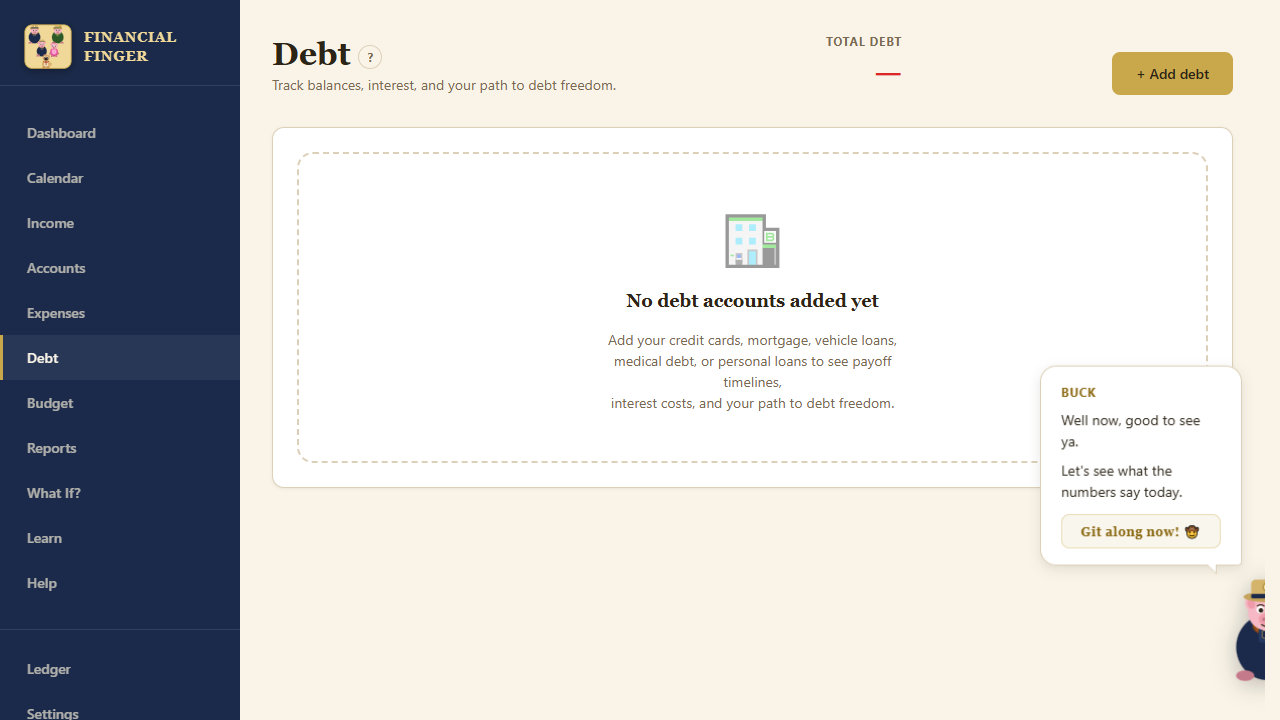 FINANCIAL
FINGER
Dashboard
Calendar
Income
Accounts
Expenses
Debt
Budget
Reports
What If?
Learn
Help
Ledger
Settings
Debt ?
Track balances, interest, and your path to debt freedom.
TOTAL DEBT
—
+ Add debt
No debt accounts added yet
Add your credit cards, mortgage, vehicle loans,
medical debt, or personal loans to see payoff
timelines,
interest costs, and your path to debt freedom.
BUCK
Well now, good to see
ya.
Let's see what the
numbers say today.
Git along now! 🤠